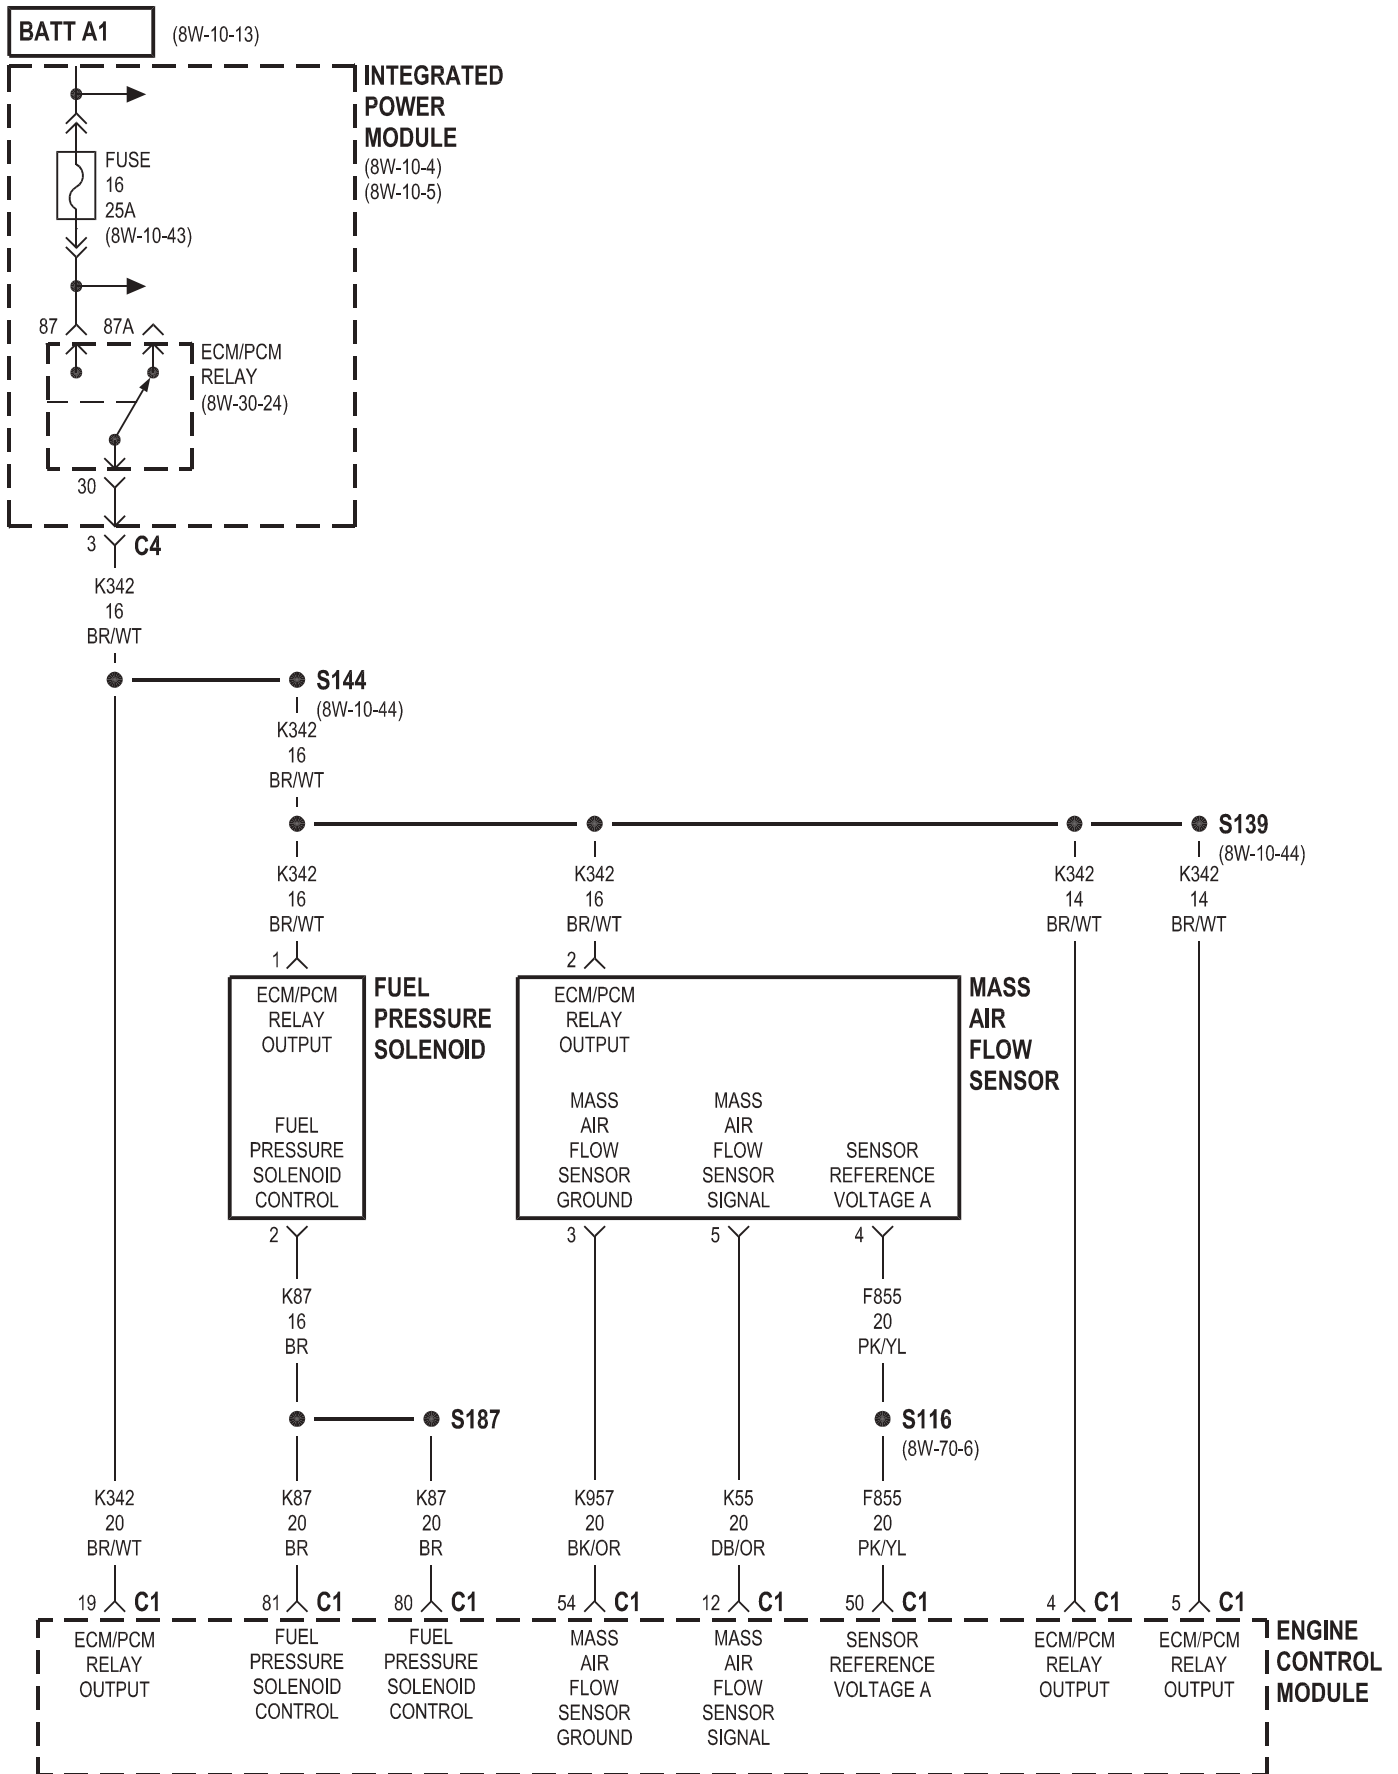 BATT A1
(8W-10-13)
INTEGRATED
POWER
MODULE
(8W-10-4)
(8W-10-5)
FUSE
16
25A
(8W-10-43)
87
87A
ECM/PCM
RELAY
(8W-30-24)
30
3
C4
K342
16
BR/WT
S144
(8W-10-44)
K342
16
BR/WT
S139
(8W-10-44)
K342
16
BR/WT
K342
16
BR/WT
K342
14
BR/WT
K342
14
BR/WT
1
ECM/PCM
RELAY
OUTPUT
FUEL
PRESSURE
SOLENOID
FUEL
PRESSURE
SOLENOID
CONTROL
2
2
ECM/PCM
RELAY
OUTPUT
MASS
AIR
FLOW
SENSOR
MASS
AIR
FLOW
SENSOR
GROUND
MASS
AIR
FLOW
SENSOR
SIGNAL
SENSOR
REFERENCE
VOLTAGE A
3
5
4
K87
16
BR
F855
20
PK/YL
S187
S116
(8W-70-6)
K342
20
BR/WT
K87
20
BR
K87
20
BR
K957
20
BK/OR
K55
20
DB/OR
F855
20
PK/YL
19 C1
81 C1
80 C1
54 C1
12 C1
50 C1
4 C1
5 C1
ECM/PCM
RELAY
OUTPUT
FUEL
PRESSURE
SOLENOID
CONTROL
FUEL
PRESSURE
SOLENOID
CONTROL
MASS
AIR
FLOW
SENSOR
GROUND
MASS
AIR
FLOW
SENSOR
SIGNAL
SENSOR
REFERENCE
VOLTAGE A
ECM/PCM
RELAY
OUTPUT
ECM/PCM
RELAY
OUTPUT
ENGINE
CONTROL
MODULE